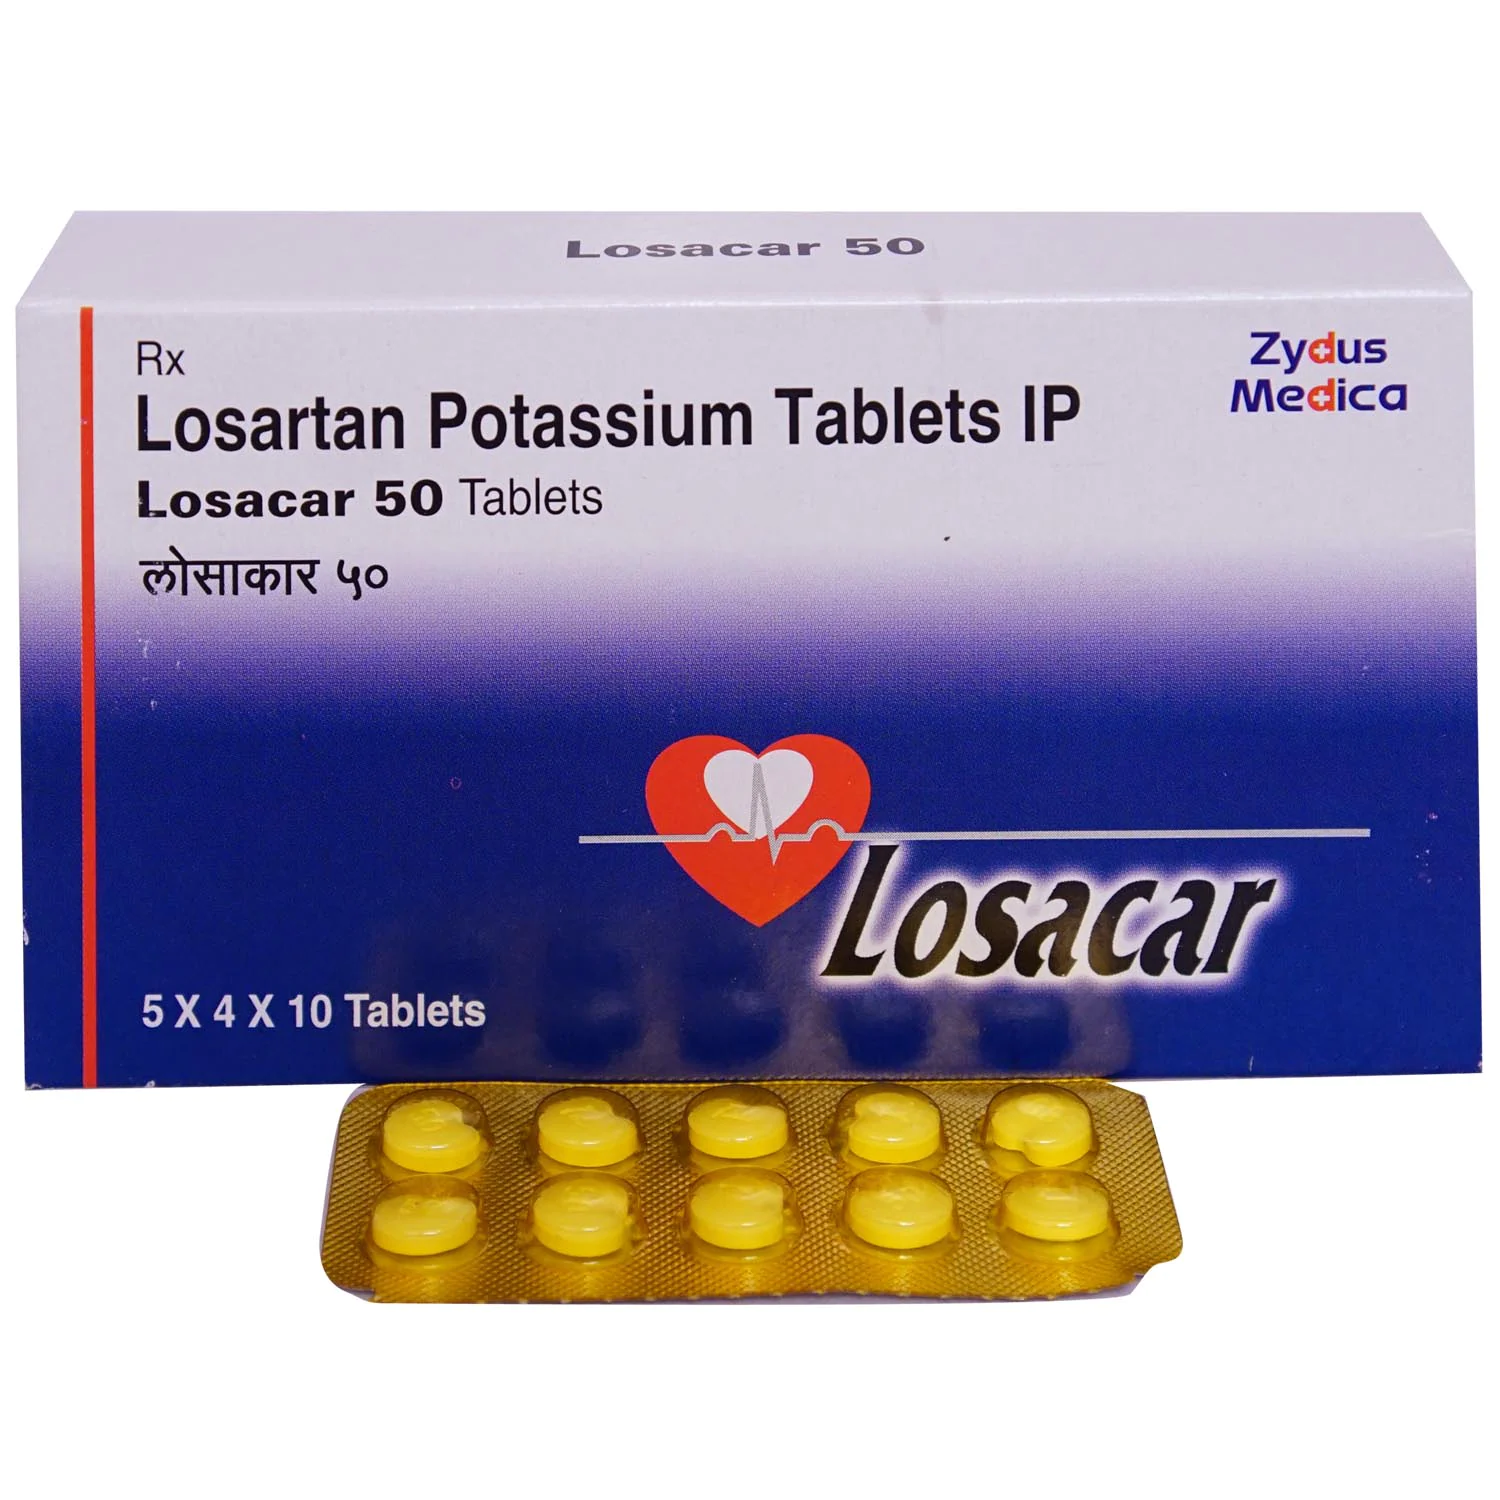 Losacar 50
Rx
Losartan Potassium Tablets IP
Losacar 50 Tablets
लोसाकार ५०
Zydus
Medica
Losacar
5 X 4 X 10 Tablets